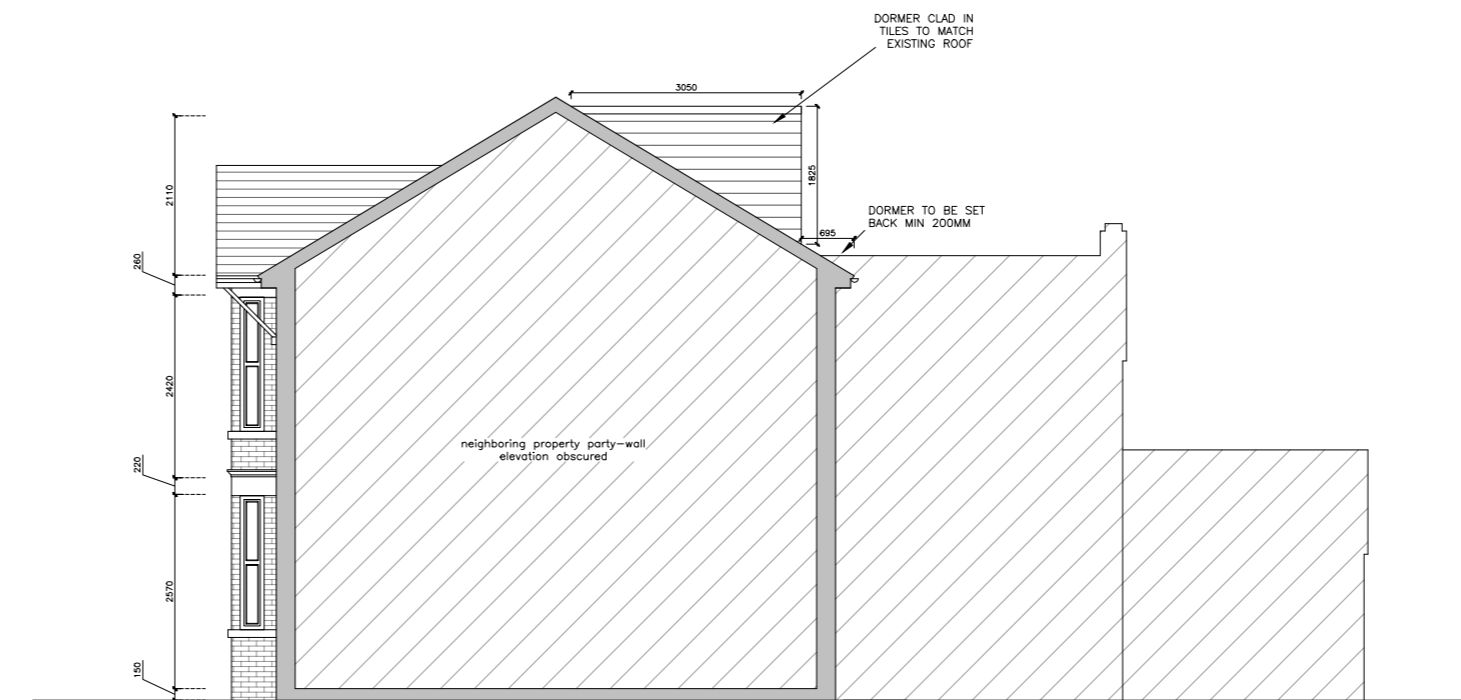 DORMER CLAD IN
TILES TO MATCH
EXISTING ROOF
3050
2110
1825
DORMER TO BE SET
BACK MIN 200MM
695
260
2420
neighboring property party-wall
elevation obscured
220
2570
150